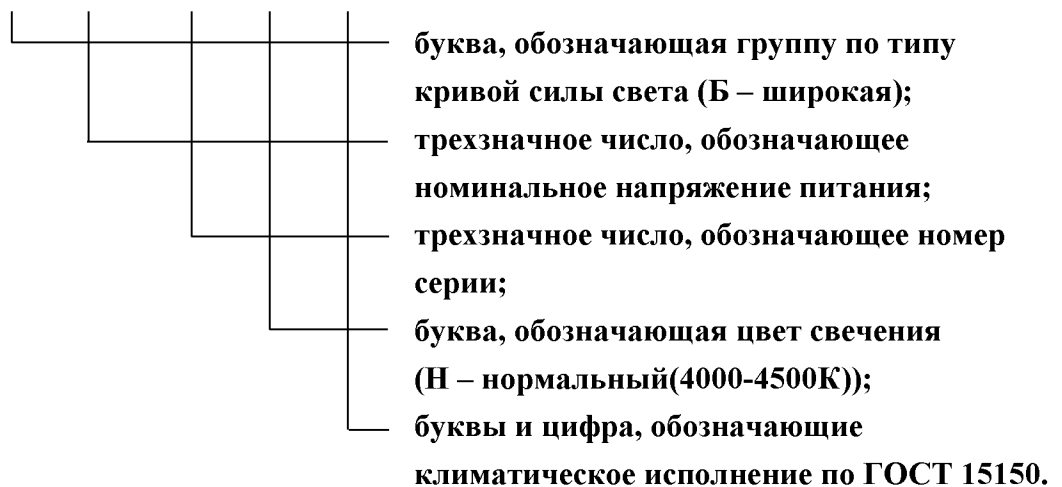 буква, обозначающая группу по типу
кривой силы света (Б – широкая);
трехзначное число, обозначающее
номинальное напряжение питания;
трехзначное число, обозначающее номер
серии;
буква, обозначающая цвет свечения
(Н – нормальный(4000-4500К));
буквы и цифра, обозначающие
климатическое исполнение по ГОСТ 15150.